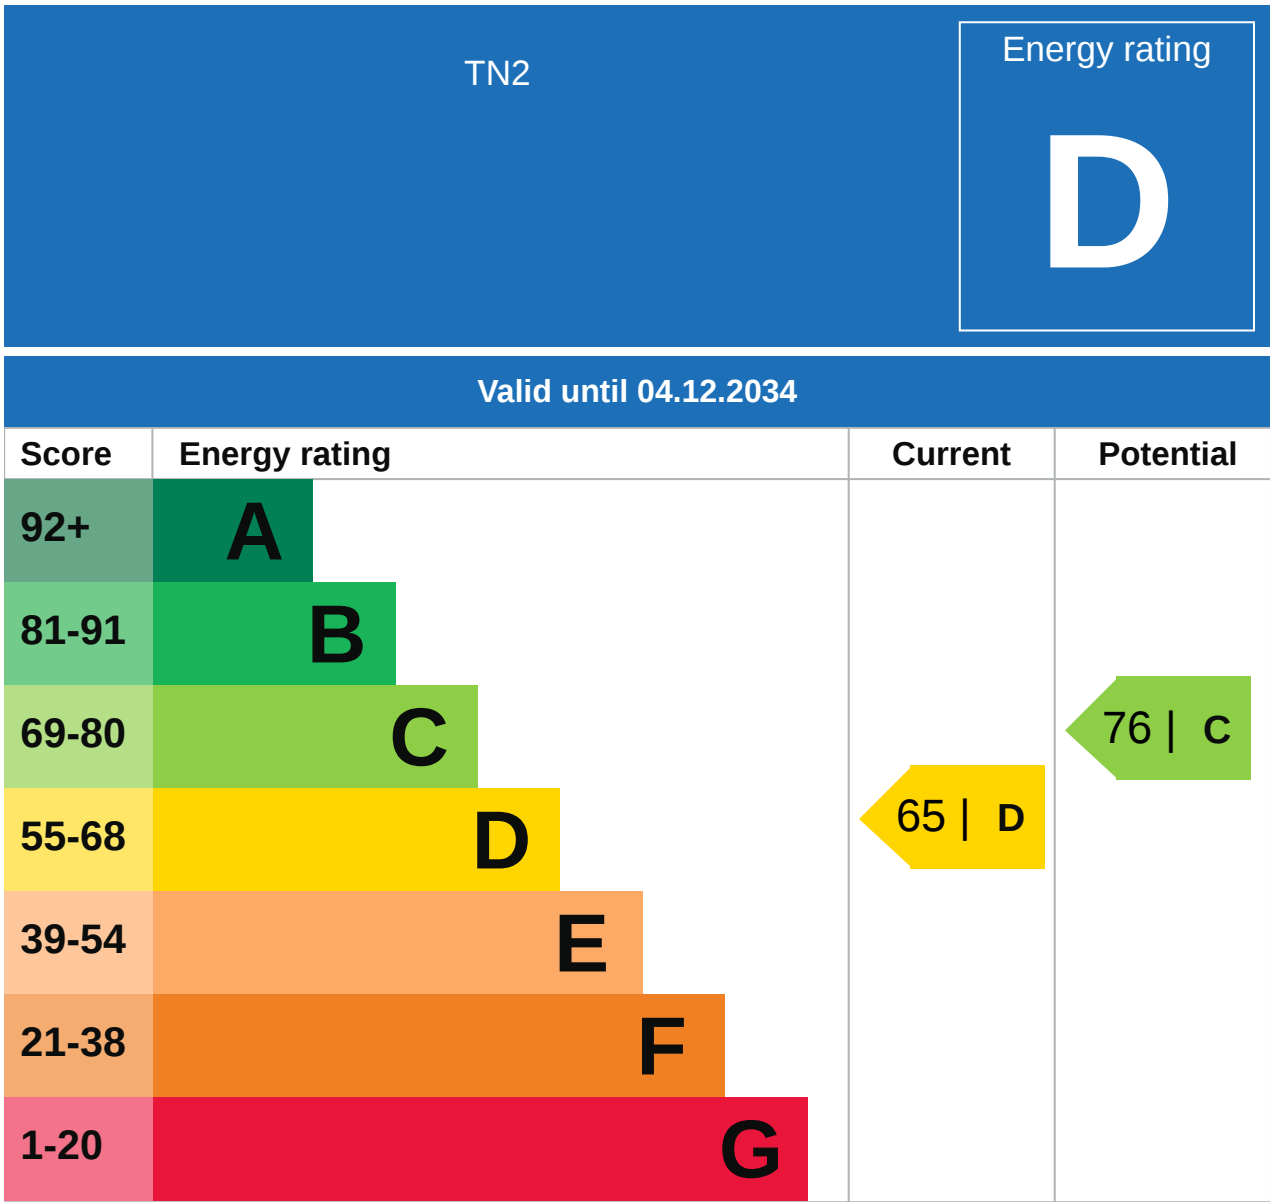 TN2
Energy rating
D
Valid until 04.12.2034
Score Energy rating Current Potential
92+ A
81-91 B
69-80 C 76 | C
55-68 D 65 | D
39-54 E
21-38 F
1-20 G